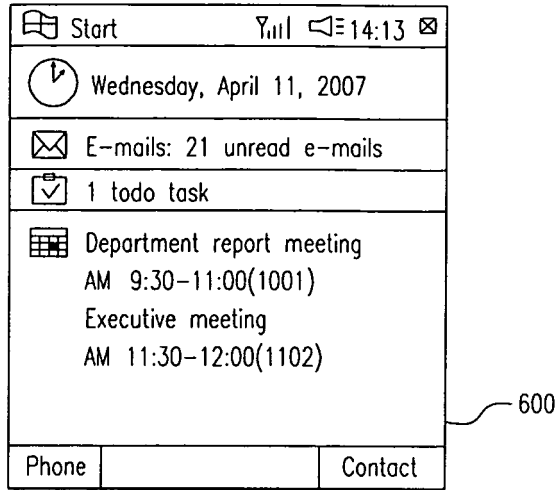 Start 14:13
Wednesday, April 11, 2007
E-mails: 21 unread e-mails
1 todo task
Department report meeting
AM 9:30-11:00(1001)
Executive meeting
AM 11:30-12:00(1102)
600
Phone Contact